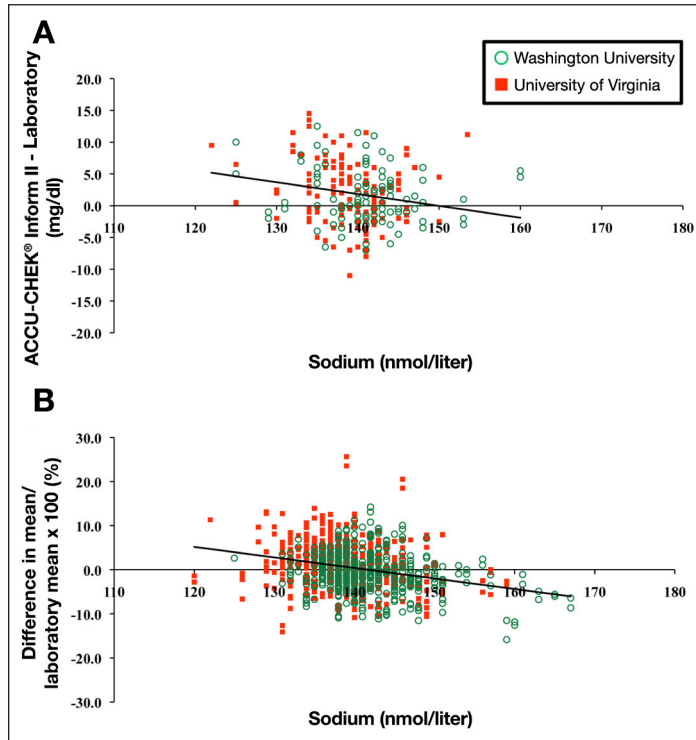 A
Washington University
University of Virginia
ACCU-CHEK® Inform II - Laboratory
(mg/dl)
20.0
15.0
10.0
5.0
0.0
-5.0
-10.0
-15.0
-20.0
110 120 130 140 150 160 170 180
Sodium (nmol/liter)
B
Difference in mean/
laboratory mean x 100 (%)
30.0
20.0
10.0
0.0
-10.0
-20.0
-30.0
110 120 130 140 150 160 170 180
Sodium (nmol/liter)